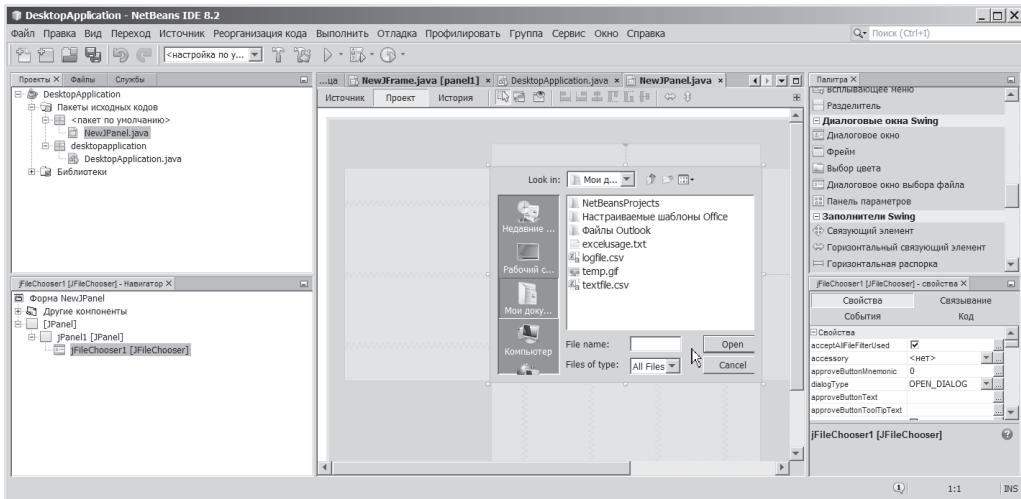 DesktopApplication - NetBeans IDE 8.2
Файл Правка Вид Переход Источник Реорганизация кода Выполнить Отладка Профилировать Группа Сервис Окно Справка
Поиск (Ctrl+I)
<настройка по у...
Проекты Файлы Службы
DesktopApplication
Пакеты исходных кодов
<пакет по умолчанию>
NewJPanel.java
desktopapplication
DesktopApplication.java
Библиотеки
jFileChooser1 [JFileChooser] - Навигатор
Форма NewJPanel
Другие компоненты
[JPanel]
jPanel1 [JPanel]
jFileChooser1 [JFileChooser]
...ца NewJFrame.java [panel1] DesktopApplication.java NewJPanel.java
Источник Проект История
Look in: Мои д...
Недавние ...
Рабочий с...
Мои доку...
Компьютер
NetBeansProjects
Настраиваемые шаблоны Office
Файлы Outlook
excelusage.txt
logfile.csv
temp.gif
textfile.csv
File name: Open
Files of type: All Files Cancel
Палитра
Всплывающее меню
Разделитель
Диалоговые окна Swing
Диалоговое окно
Фрейм
Выбор цвета
Диалоговое окно выбора файла
Панель параметров
Заполнители Swing
Связующий элемент
Горизонтальный связующий элемент
Горизонтальная распорка
jFileChooser1 [JFileChooser] - свойства
Свойства Связывание
События Код
Свойства
acceptAllFileFilterUsed
accessory <нет>
approveButtonMnemonic 0
dialogType OPEN_DIALOG
approveButtonText
approveButtonToolTipText
jFileChooser1 [JFileChooser]
1:1 INS